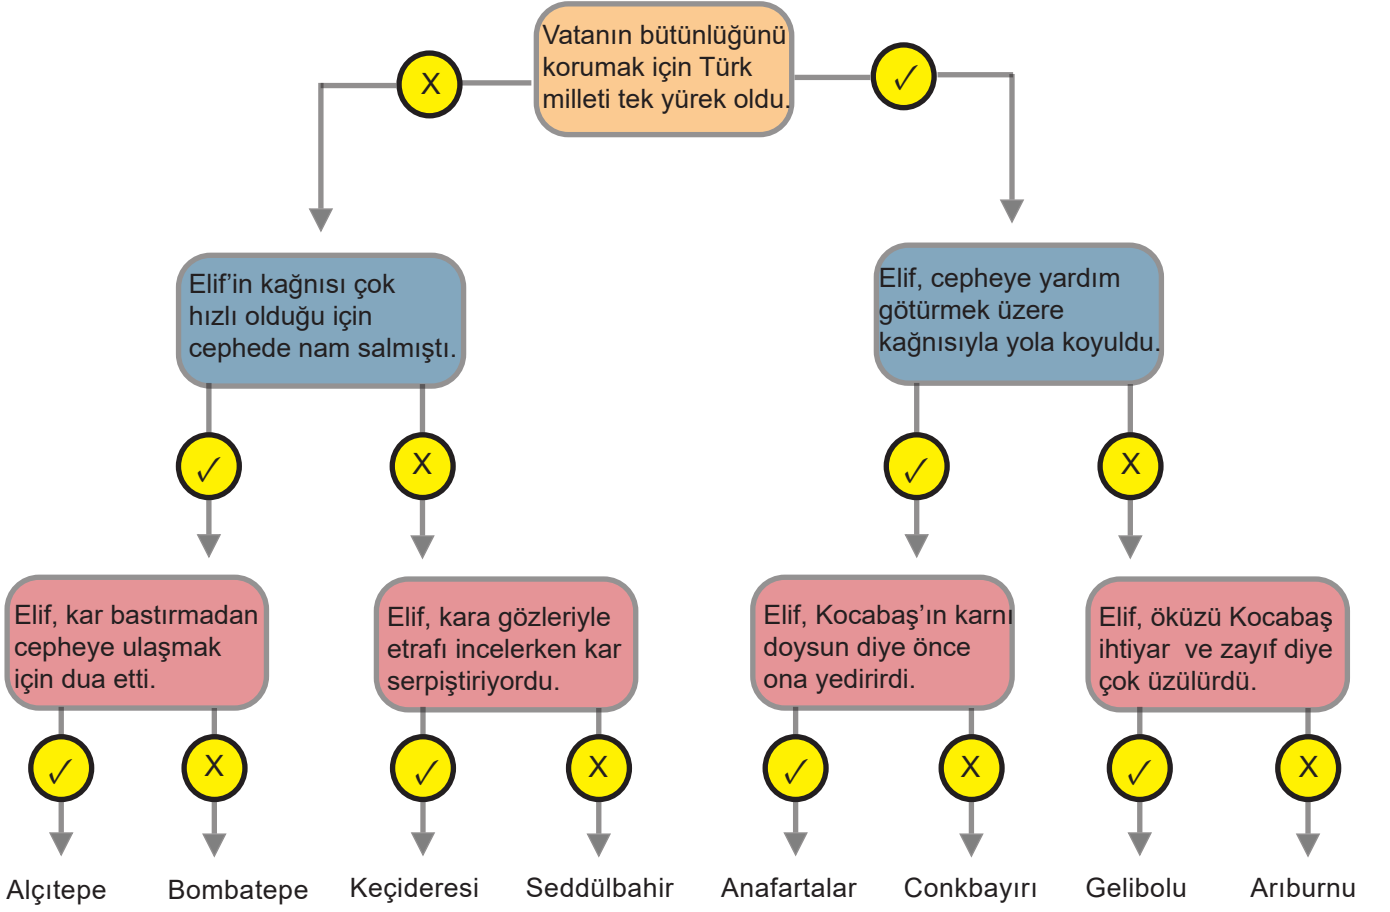 Vatanın bütünlüğünü
korumak için Türk
milleti tek yürek oldu.
X
✓
Elif’in kağnısı çok
hızlı olduğu için
cephede nam salmıştı.
Elif, cepheye yardım
götürmek üzere
kağnısıyla yola koyuldu.
✓
X
✓
X
Elif, kar bastırmadan
cepheye ulaşmak
için dua etti.
Elif, kara gözleriyle
etrafı incelerken kar
serpiştiriyordu.
Elif, Kocabaş’ın karnı
doysun diye önce
ona yedirirdi.
Elif, öküzü Kocabaş
ihtiyar  ve zayıf diye
çok üzülürdü.
✓
X
✓
X
✓
X
✓
X
Alçıtepe
Bombatepe
Keçideresi
Seddülbahir
Anafartalar
Conkbayırı
Gelibolu
Arıburnu